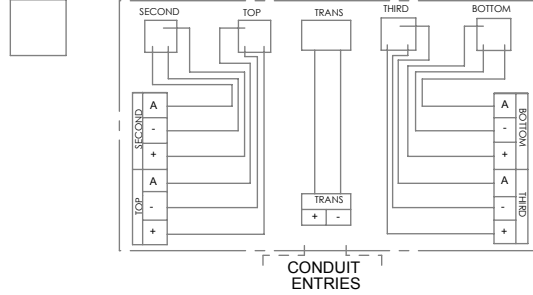 SECOND
TOP
TRANS
THIRD
BOTTOM
SECOND
A
-
+
TOP
A
-
+
TRANS
+ -
BOTTOM
A
-
+
THIRD
A
-
+
CONDUIT
ENTRIES